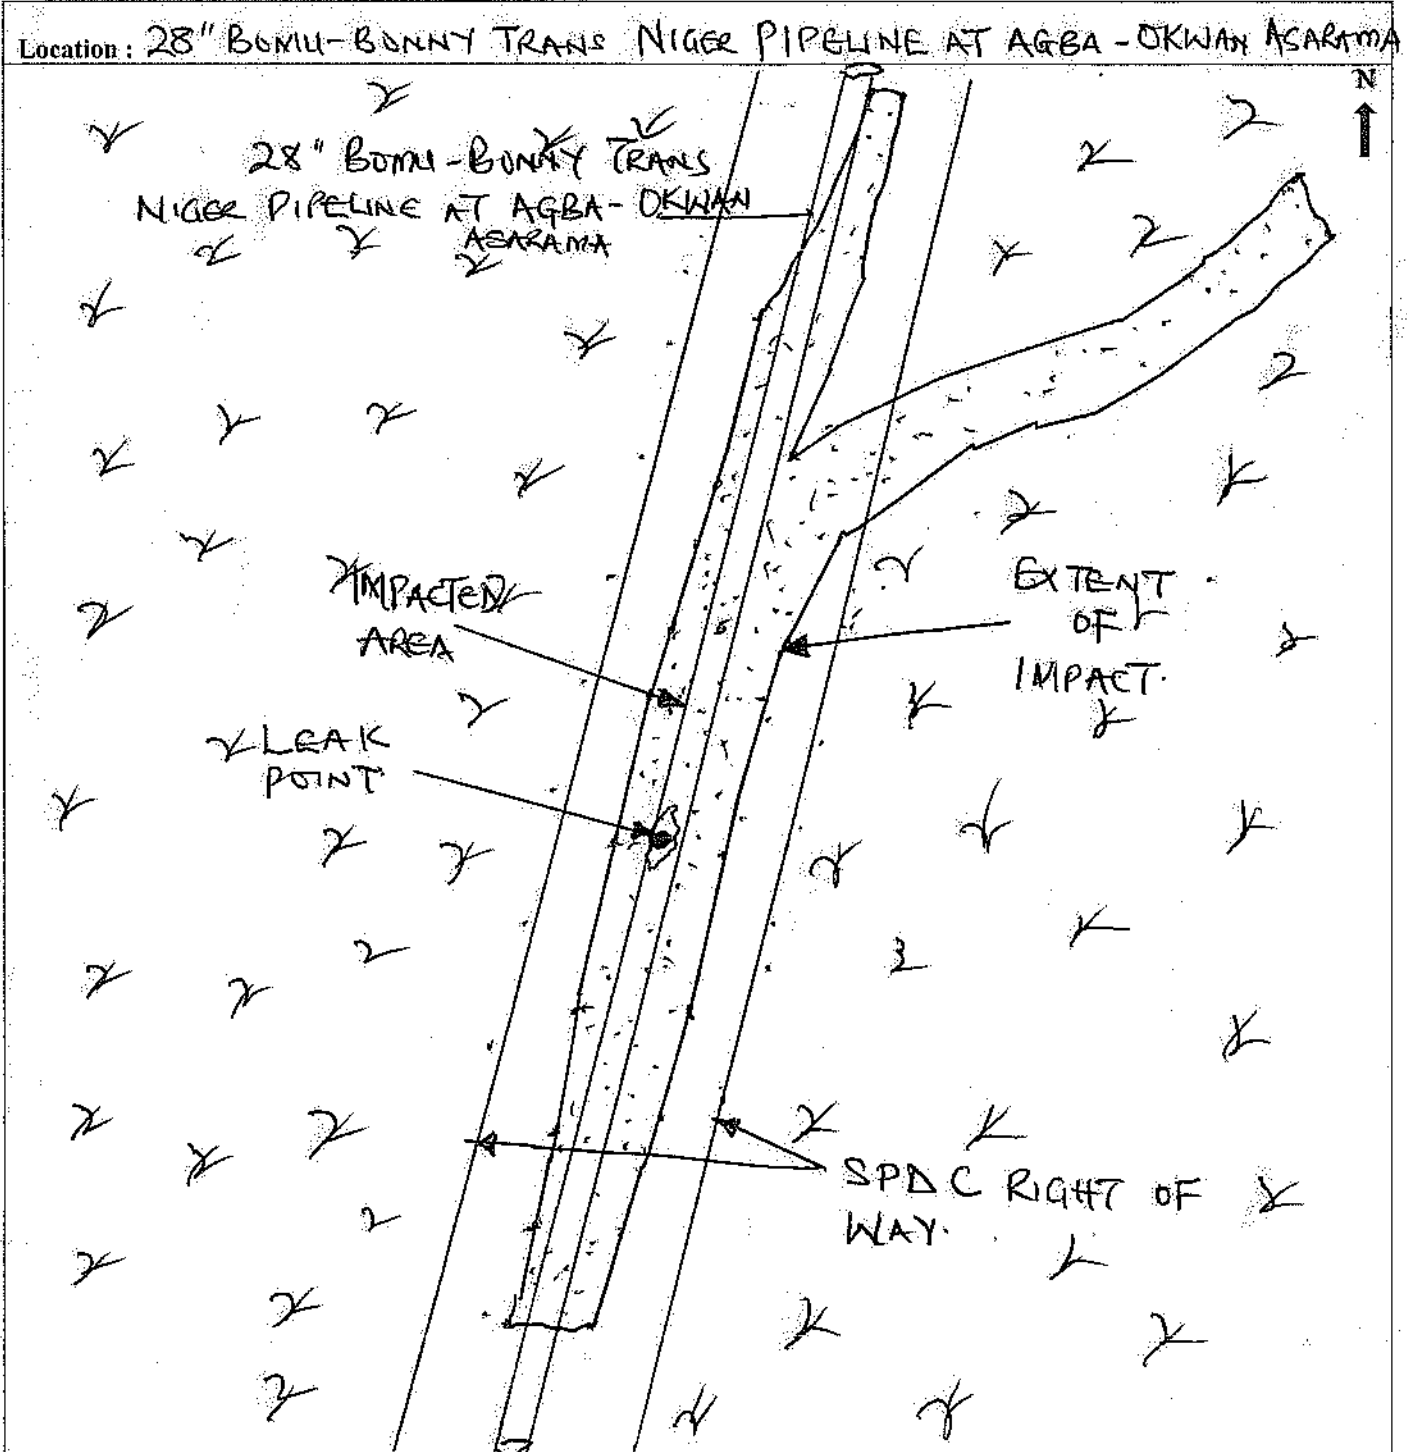 Location : 28" BOMU-BONNY TRANS NIGER PIPELINE AT AGBA-OKWAN ASARAMA
N
28" BOMU-BONNY TRANS
NIGER PIPELINE AT AGBA-OKWAN
ASARAMA
IMPACTED
AREA
EXTENT
OF
IMPACT.
LEAK
POINT
SPDC RIGHT OF
WAY.